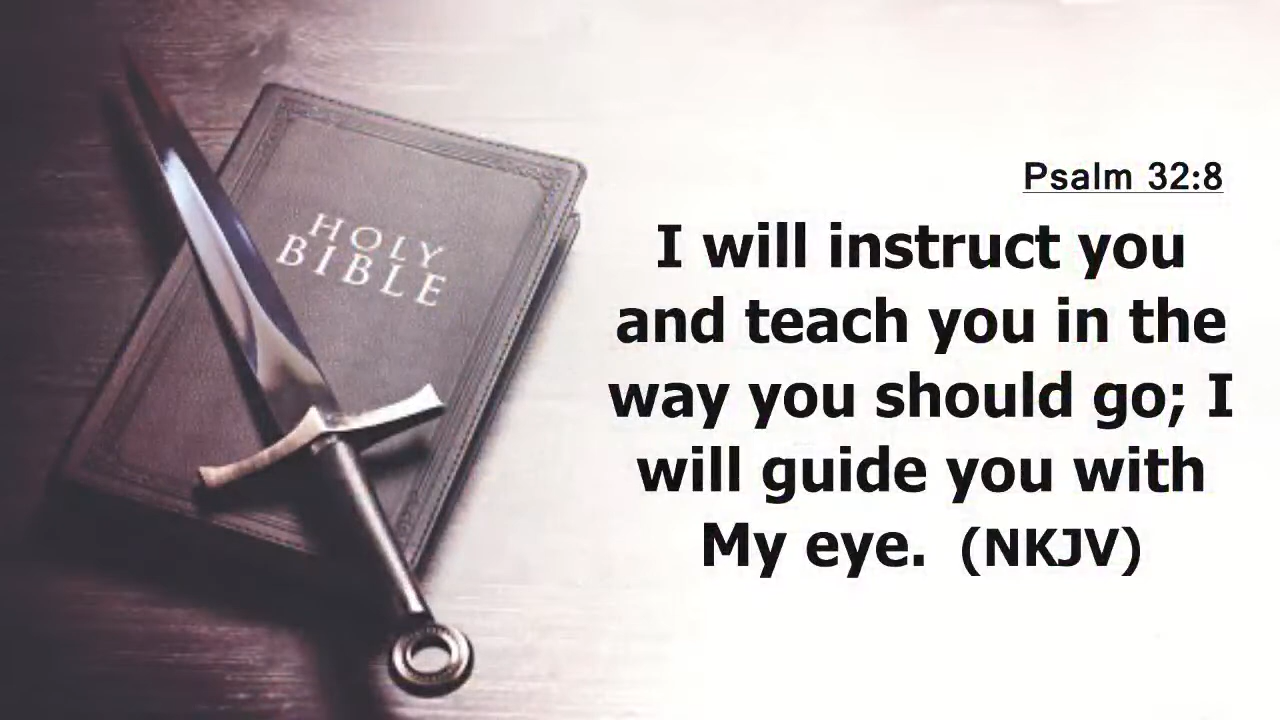 HOLY
BIBLE
Psalm 32:8
I will instruct you
and teach you in the
way you should go; I
will guide you with
My eye. (NKJV)